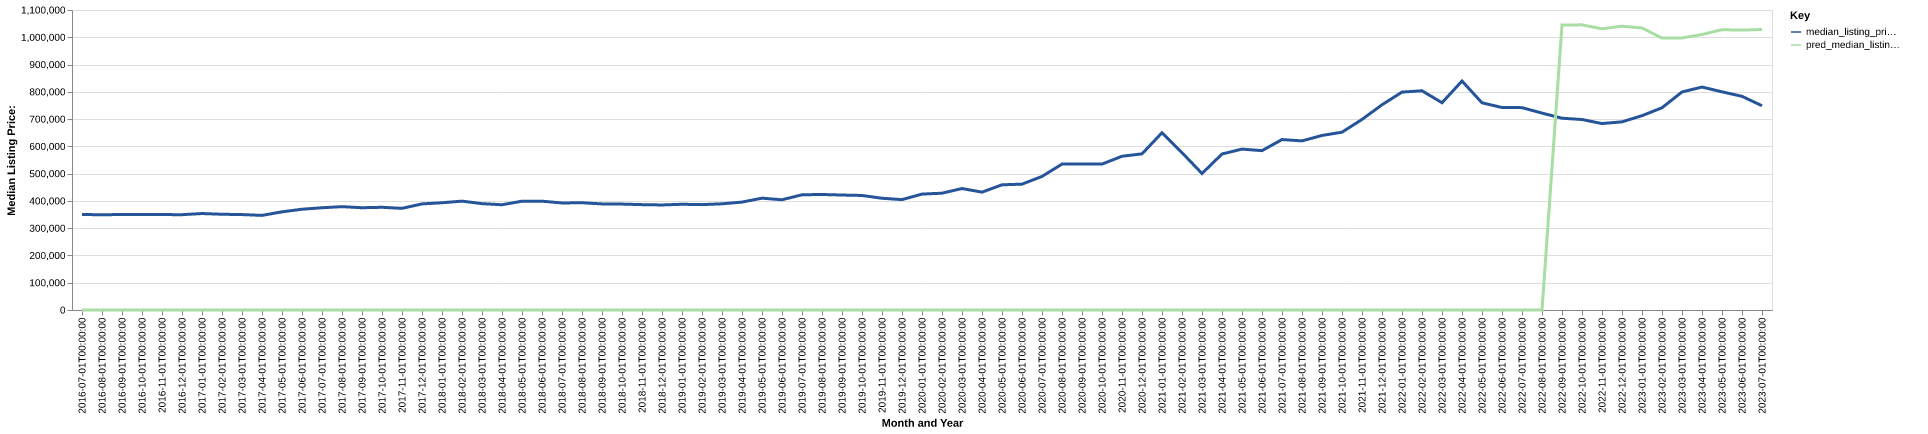 1,100,000
1,000,000
900,000
800,000
700,000
600,000
500,000
400,000
300,000
200,000
100,000
0
Median Listing Price:
2016-07-01T00:00:00
2016-08-01T00:00:00
2016-09-01T00:00:00
2016-10-01T00:00:00
2016-11-01T00:00:00
2016-12-01T00:00:00
2017-01-01T00:00:00
2017-02-01T00:00:00
2017-03-01T00:00:00
2017-04-01T00:00:00
2017-05-01T00:00:00
2017-06-01T00:00:00
2017-07-01T00:00:00
2017-08-01T00:00:00
2017-09-01T00:00:00
2017-10-01T00:00:00
2017-11-01T00:00:00
2017-12-01T00:00:00
2018-01-01T00:00:00
2018-02-01T00:00:00
2018-03-01T00:00:00
2018-04-01T00:00:00
2018-05-01T00:00:00
2018-06-01T00:00:00
2018-07-01T00:00:00
2018-08-01T00:00:00
2018-09-01T00:00:00
2018-10-01T00:00:00
2018-11-01T00:00:00
2018-12-01T00:00:00
2019-01-01T00:00:00
2019-02-01T00:00:00
2019-03-01T00:00:00
2019-04-01T00:00:00
2019-05-01T00:00:00
2019-06-01T00:00:00
2019-07-01T00:00:00
2019-08-01T00:00:00
2019-09-01T00:00:00
2019-10-01T00:00:00
2019-11-01T00:00:00
2019-12-01T00:00:00
2020-01-01T00:00:00
2020-02-01T00:00:00
2020-03-01T00:00:00
2020-04-01T00:00:00
2020-05-01T00:00:00
2020-06-01T00:00:00
2020-07-01T00:00:00
2020-08-01T00:00:00
2020-09-01T00:00:00
2020-10-01T00:00:00
2020-11-01T00:00:00
2020-12-01T00:00:00
2021-01-01T00:00:00
2021-02-01T00:00:00
2021-03-01T00:00:00
2021-04-01T00:00:00
2021-05-01T00:00:00
2021-06-01T00:00:00
2021-07-01T00:00:00
2021-08-01T00:00:00
2021-09-01T00:00:00
2021-10-01T00:00:00
2021-11-01T00:00:00
2021-12-01T00:00:00
2022-01-01T00:00:00
2022-02-01T00:00:00
2022-03-01T00:00:00
2022-04-01T00:00:00
2022-05-01T00:00:00
2022-06-01T00:00:00
2022-07-01T00:00:00
2022-08-01T00:00:00
2022-09-01T00:00:00
2022-10-01T00:00:00
2022-11-01T00:00:00
2022-12-01T00:00:00
2023-01-01T00:00:00
2023-02-01T00:00:00
2023-03-01T00:00:00
2023-04-01T00:00:00
2023-05-01T00:00:00
2023-06-01T00:00:00
2023-07-01T00:00:00
Month and Year
Key
median_listing_pri…
pred_median_listin…